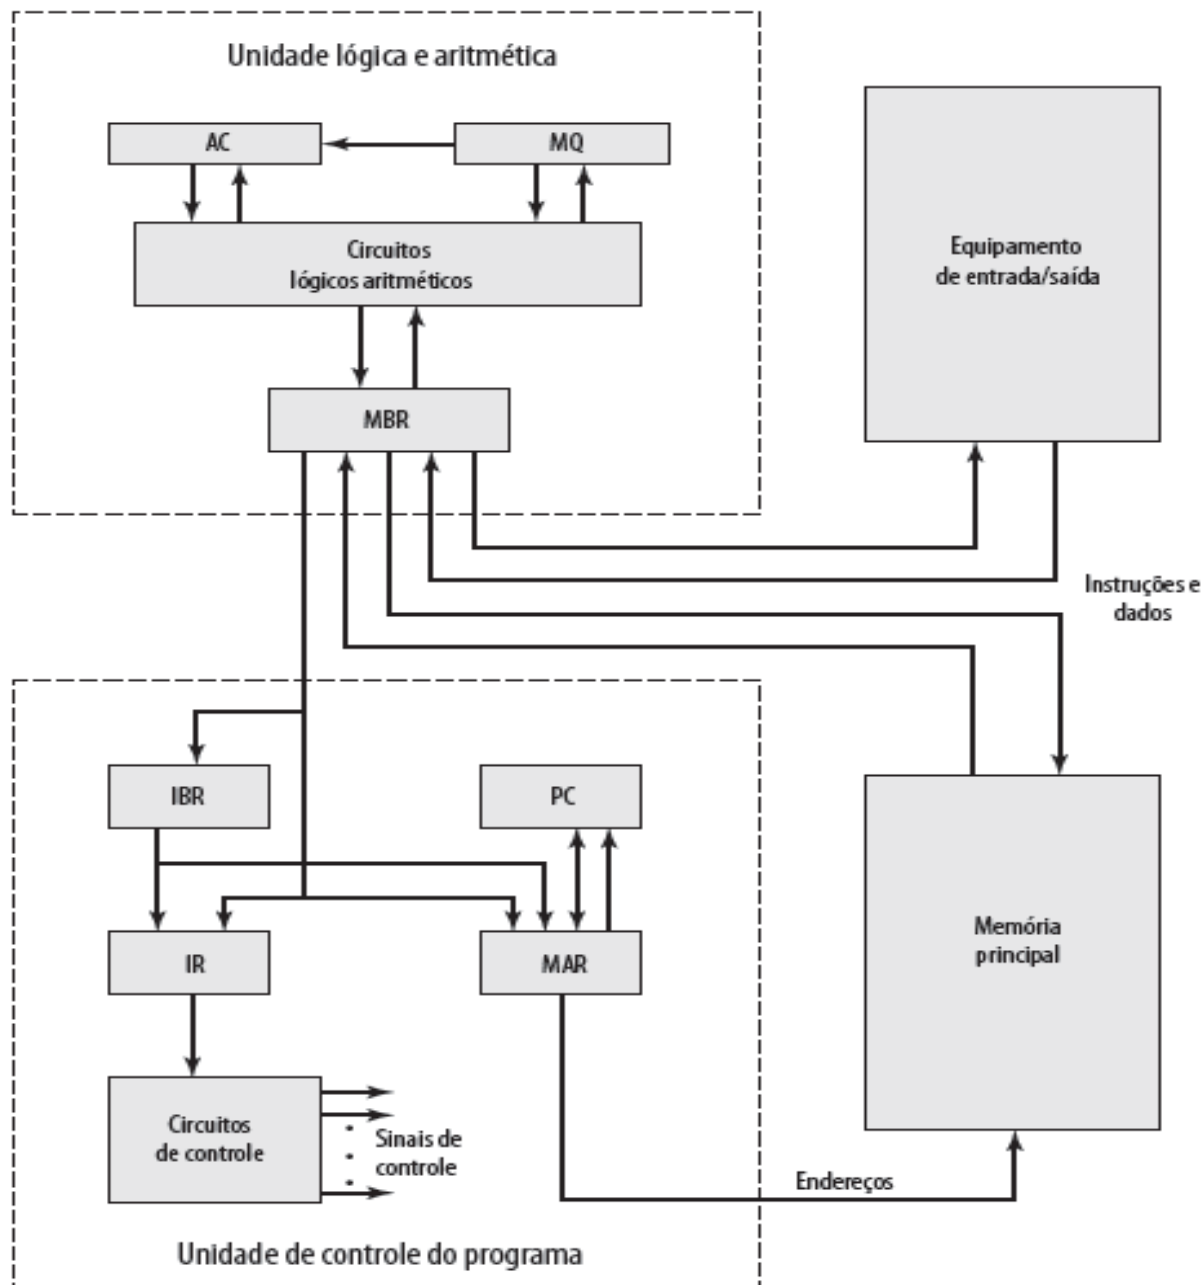 Unidade lógica e aritmética
AC
MQ
Circuitos
lógicos aritméticos
MBR
Equipamento
de entrada/saída
Instruções e
dados
IBR
PC
IR
MAR
Memória
principal
Circuitos
de controle
Sinais de
controle
Endereços
Unidade de controle do programa